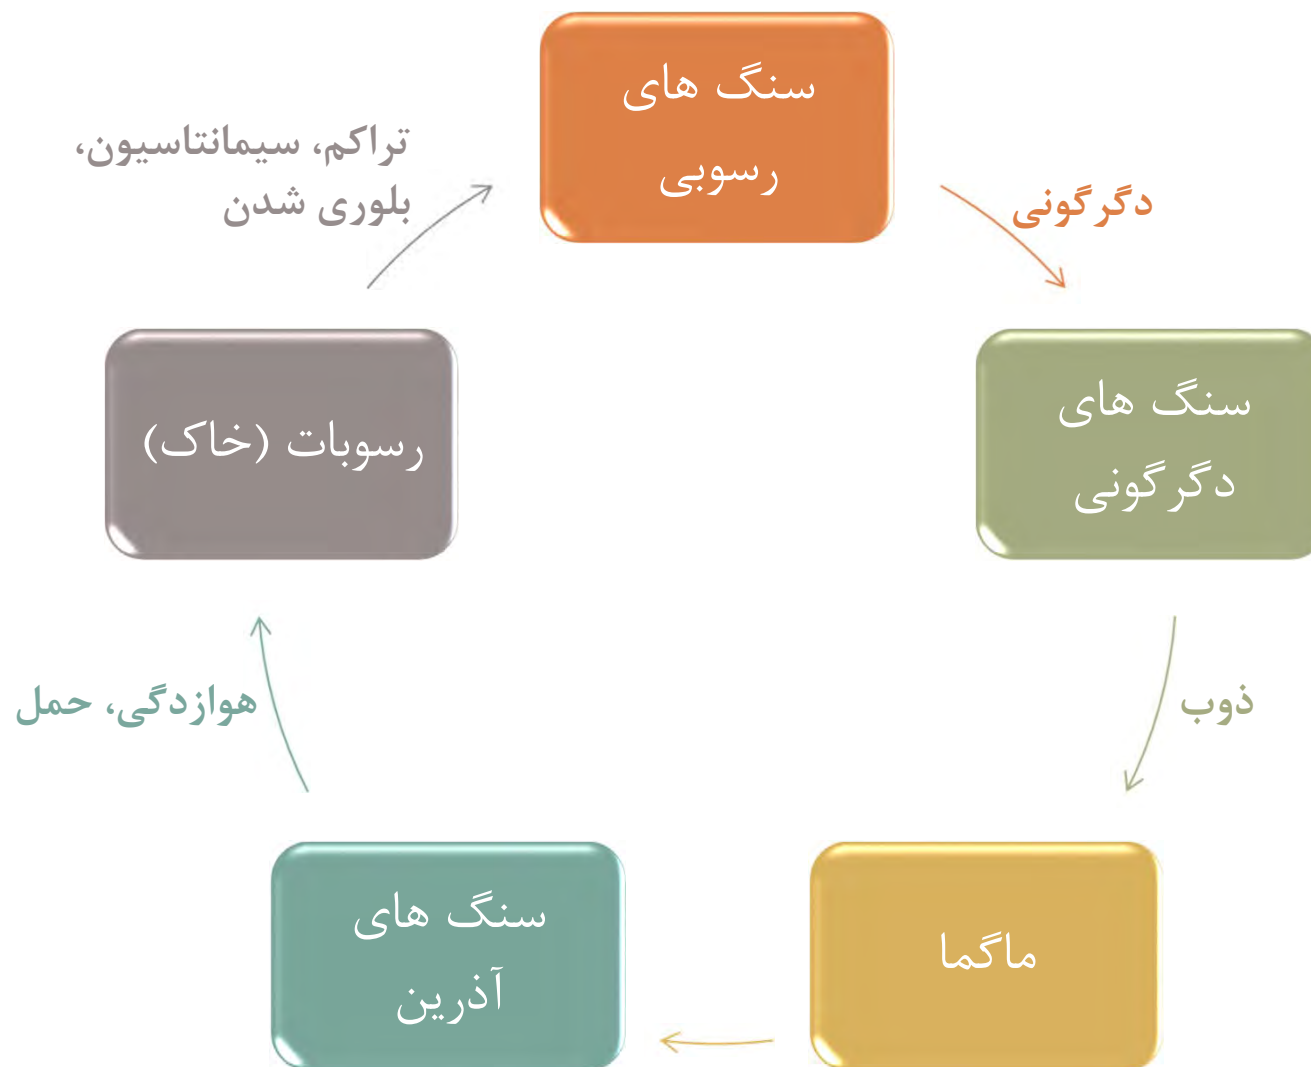 سنگ های
رسوبی
دگرگونی
سنگ های
دگرگونی
ذوب
ماگما
سنگ های
آذرین
هوازدگی، حمل
رسوبات (خاک)
تراکم، سیمانتاسیون،
بلوری شدن